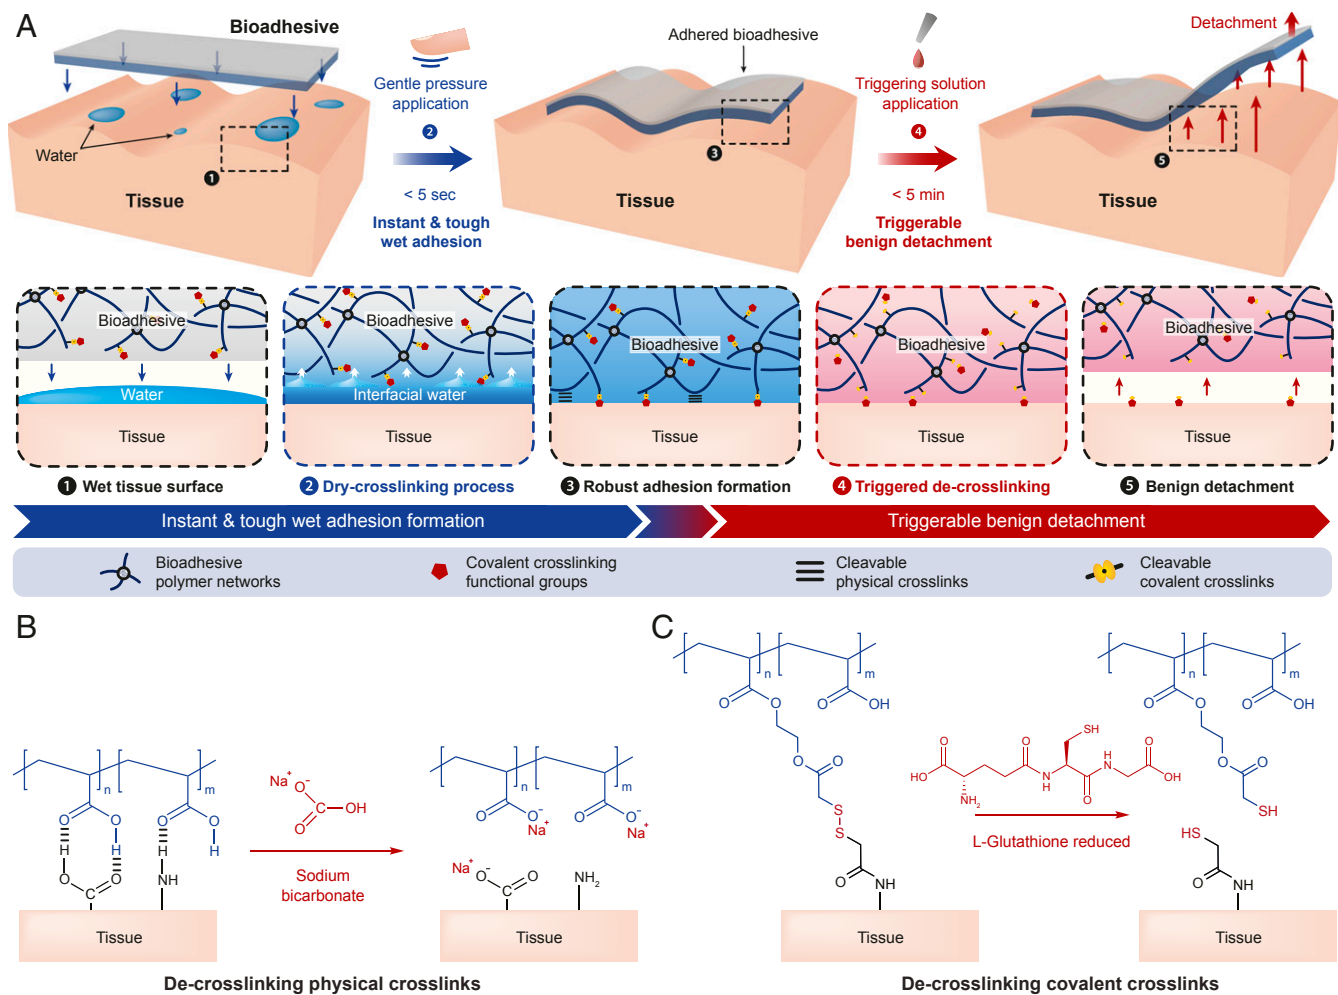 A
Bioadhesive
Water
Tissue
1
Gentle pressure
application
2
< 5 sec
Instant & tough
wet adhesion
Adhered bioadhesive
3
Tissue
Triggering solution
application
4
< 5 min
Triggerable
benign detachment
Detachment
5
Tissue
Bioadhesive
Water
Tissue
Bioadhesive
Interfacial water
Tissue
Bioadhesive
Tissue
Bioadhesive
Tissue
Bioadhesive
Tissue
1 Wet tissue surface
2 Dry-crosslinking process
3 Robust adhesion formation
4 Triggered de-crosslinking
5 Benign detachment
Instant & tough wet adhesion formation
Triggerable benign detachment
Bioadhesive
polymer networks
Covalent crosslinking
functional groups
Cleavable
physical crosslinks
Cleavable
covalent crosslinks
B
n
m
O
O
O
O
H
H
H
H
O
C
O
NH
Tissue
Na⁺
O⁻
C
OH
O
Sodium
bicarbonate
n
m
O
O⁻
Na⁺
O
O⁻
Na⁺
Na⁺
O⁻
C
O
NH₂
Tissue
De-crosslinking physical crosslinks
C
n
m
O
O
O
OH
O
O
S
S
O
NH
Tissue
SH
O
O
O
HO
NH₂
N
H
O
H
N
OH
L-Glutathione reduced
n
m
O
O
O
OH
O
O
SH
HS
O
NH
Tissue
De-crosslinking covalent crosslinks